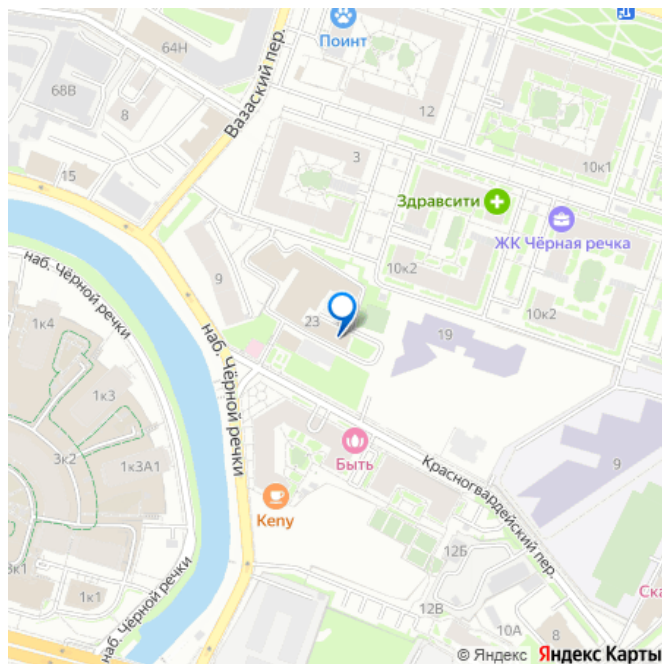 64Н
Поинт
68В
8
Вазаский пер.
12
3
10к1
15
Здравсити
ЖК Чёрная речка
наб. Чёрной речки
9
10к2
10к2
1к4
23
19
наб. Чёрной речки
1к3
3к2
1к3А1
Быть
Красногвардейский пер.
9
Keny
12Б
3к1
1к1
наб. Чёрной речки
12В
10А
8
Ска
© Яндекс Яндекс Карты